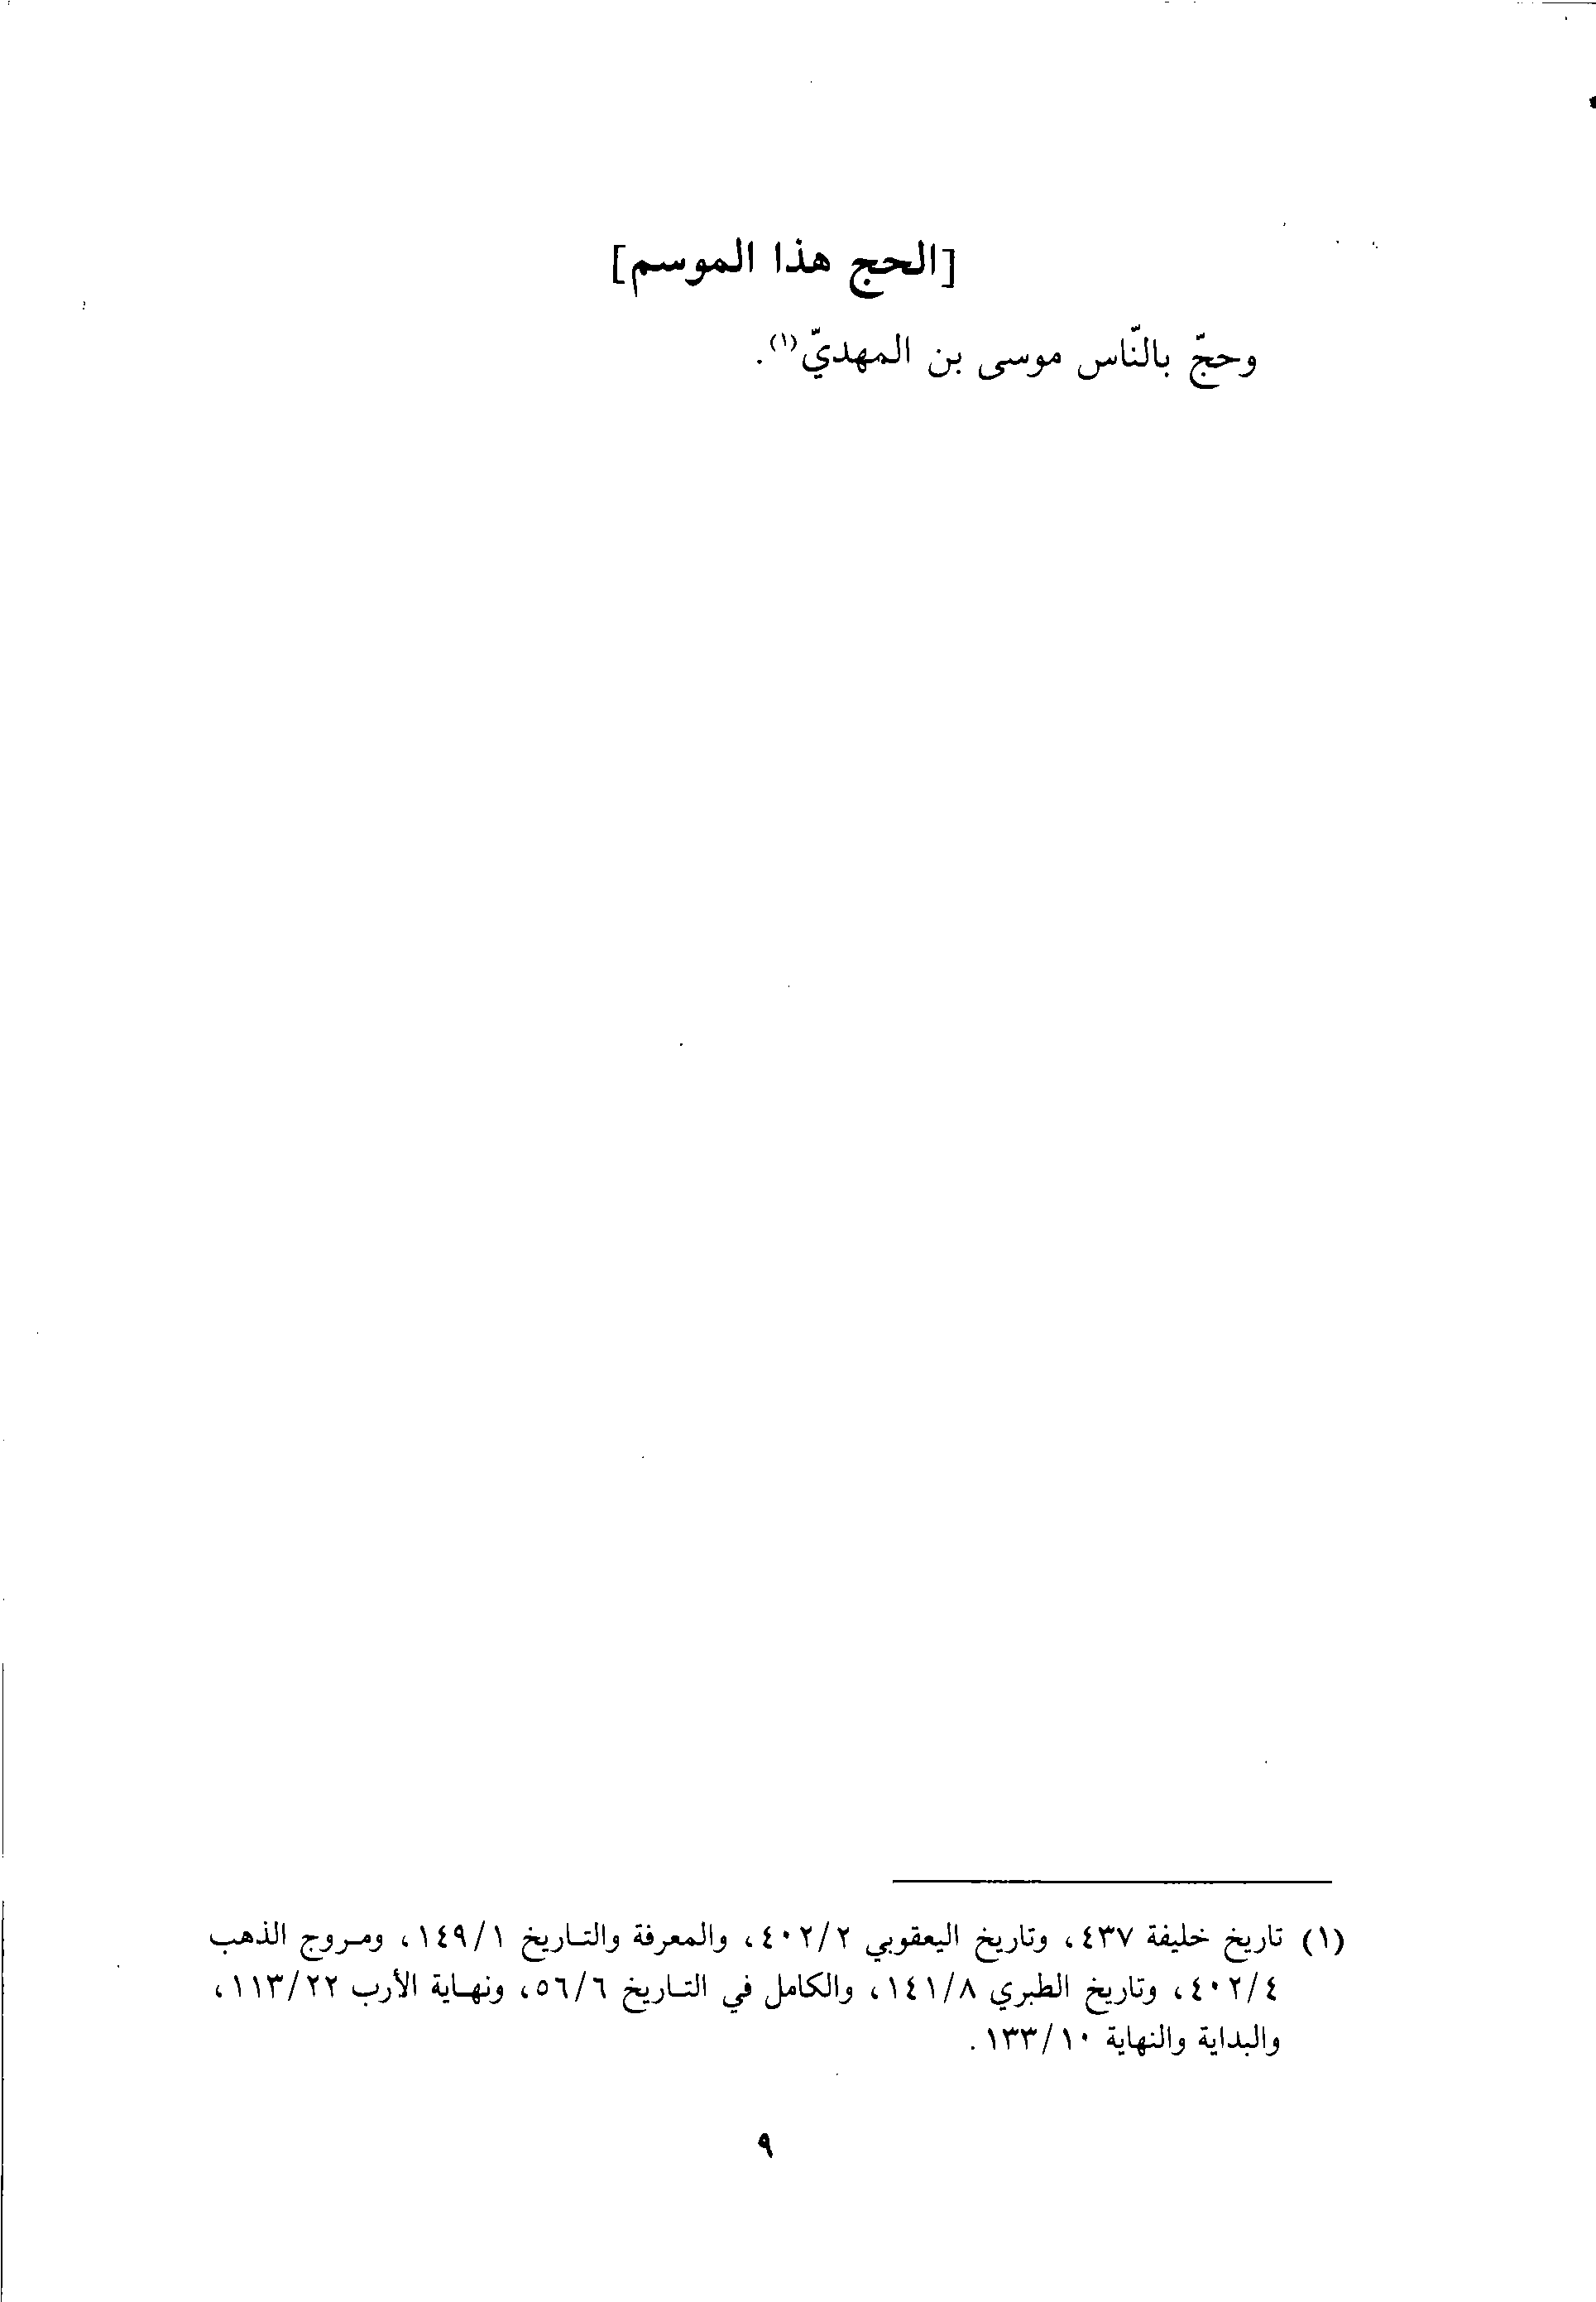 [الحج هذا الموسم]
وحجّ بالنّاس موسى بن المهديّ(١).
(١) تاريخ خليفة ٤٣٧، وتاريخ اليعقوبي ٤٠٢/٢، والمعرفة والتـاريخ ١٤٩/١، ومـروج الذهب
٤٠٢/٤، وتاريخ الطبري ١٤١/٨، والكامل في التـاريخ ٥٦/٦، ونهـاية الأرب ١١٣/٢٢،
والبداية والنهاية ١٣٣/١٠.
٩